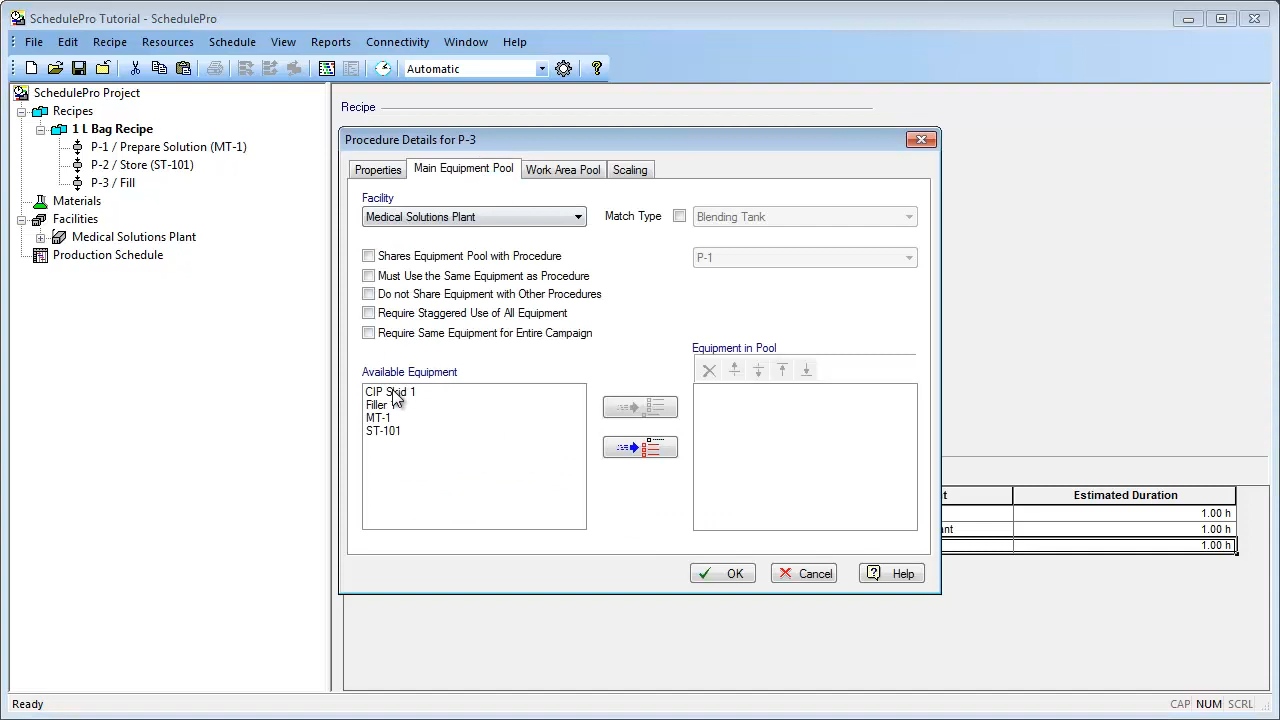 SchedulePro Tutorial - SchedulePro
File Edit Recipe Resources Schedule View Reports Connectivity Window Help
Automatic
SchedulePro Project
Recipes
1 L Bag Recipe
P-1 / Prepare Solution (MT-1)
P-2 / Store (ST-101)
P-3 / Fill
Materials
Facilities
Medical Solutions Plant
Production Schedule
Recipe
Procedure Details for P-3
Properties Main Equipment Pool Work Area Pool Scaling
Facility
Medical Solutions Plant Match Type Blending Tank
Shares Equipment Pool with Procedure P-1
Must Use the Same Equipment as Procedure
Do not Share Equipment with Other Procedures
Require Staggered Use of All Equipment
Require Same Equipment for Entire Campaign
Equipment in Pool
Available Equipment
CIP Skid 1
Filler
MT-1
ST-101
OK Cancel Help
t Estimated Duration
1.00 h
ant 1.00 h
1.00 h
Ready CAP NUM SCRL